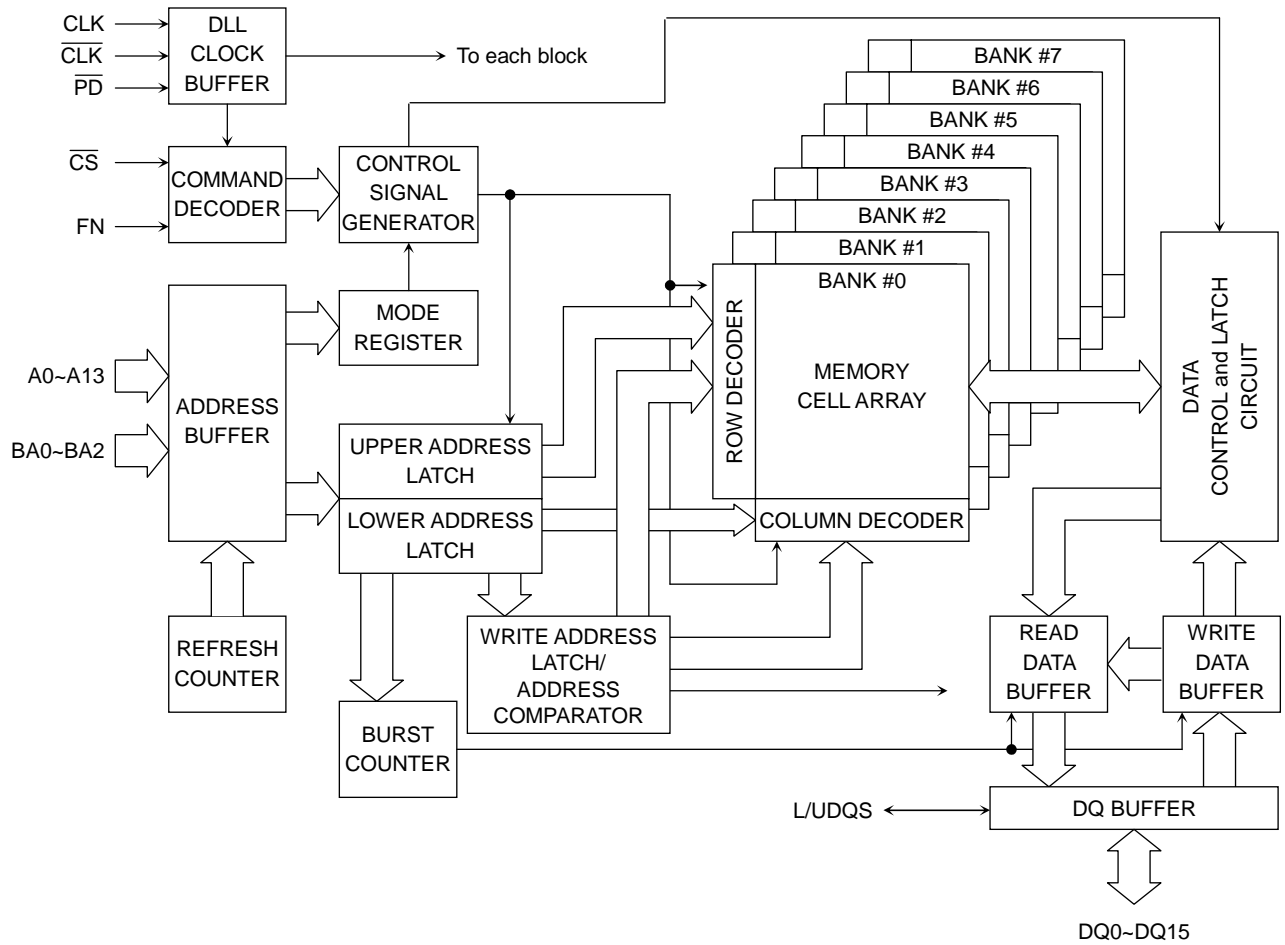 CLK
CLK
PD
DLL
CLOCK
BUFFER
To each block
CS
FN
COMMAND
DECODER
CONTROL
SIGNAL
GENERATOR
MODE
REGISTER
A0~A13
BA0~BA2
ADDRESS
BUFFER
REFRESH
COUNTER
UPPER ADDRESS
LATCH
LOWER ADDRESS
LATCH
WRITE ADDRESS
LATCH/
ADDRESS
COMPARATOR
BURST
COUNTER
BANK #7
BANK #6
BANK #5
BANK #4
BANK #3
BANK #2
BANK #1
BANK #0
ROW DECODER
MEMORY
CELL ARRAY
COLUMN DECODER
DATA
CONTROL and LATCH
CIRCUIT
READ
DATA
BUFFER
WRITE
DATA
BUFFER
L/UDQS
DQ BUFFER
DQ0~DQ15